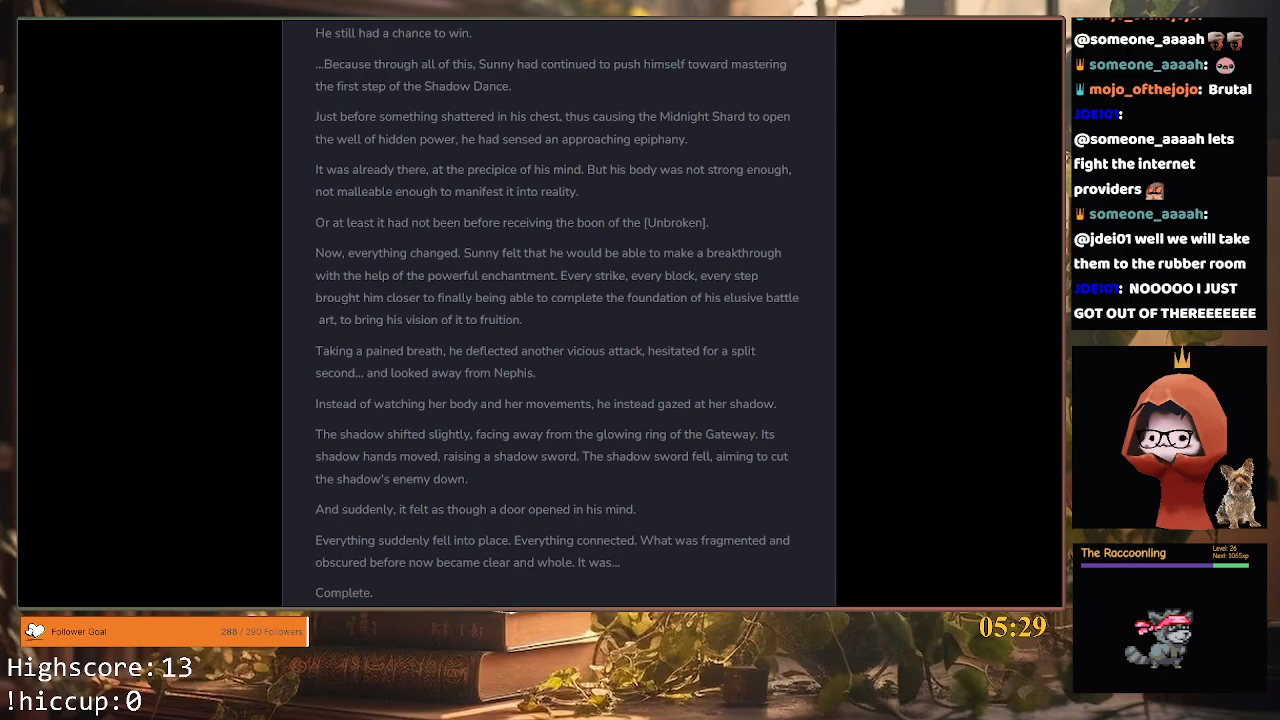 He still had a chance to win.
...Because through all of this, Sunny had continued to push himself toward mastering
the first step of the Shadow Dance.
Just before something shattered in his chest, thus causing the Midnight Shard to open
the well of hidden power, he had sensed an approaching epiphany.
It was already there, at the precipice of his mind. But his body was not strong enough,
not malleable enough to manifest it into reality.
Or at least it had not been before receiving the boon of the [Unbroken].
Now, everything changed. Sunny felt that he would be able to make a breakthrough
with the help of the powerful enchantment. Every strike, every block, every step
brought him closer to finally being able to complete the foundation of his elusive battle
art, to bring his vision of it to fruition.
Taking a pained breath, he deflected another vicious attack, hesitated for a split
second... and looked away from Nephis.
Instead of watching her body and her movements, he instead gazed at her shadow.
The shadow shifted slightly, facing away from the glowing ring of the Gateway. Its
shadow hands moved, raising a shadow sword. The shadow sword fell, aiming to cut
the shadow's enemy down.
And suddenly, it felt as though a door opened in his mind.
Everything suddenly fell into place. Everything connected. What was fragmented and
obscured before now became clear and whole. It was...
Complete.
@someone_aaaah
someone_aaaah:
mojo_ofthejojo: Brutal
JDEI01:
@someone_aaaah lets
fight the internet
providers
someone_aaaah:
@jdei01 well we will take
them to the rubber room
JDEI01: NOOOOO I JUST
GOT OUT OF THEREEEEEEE
The Raccoonling
Level: 26
Next: 1065xp
Follower Goal
288 / 290 Followers
05:29
Highscore:13
!hiccup:0